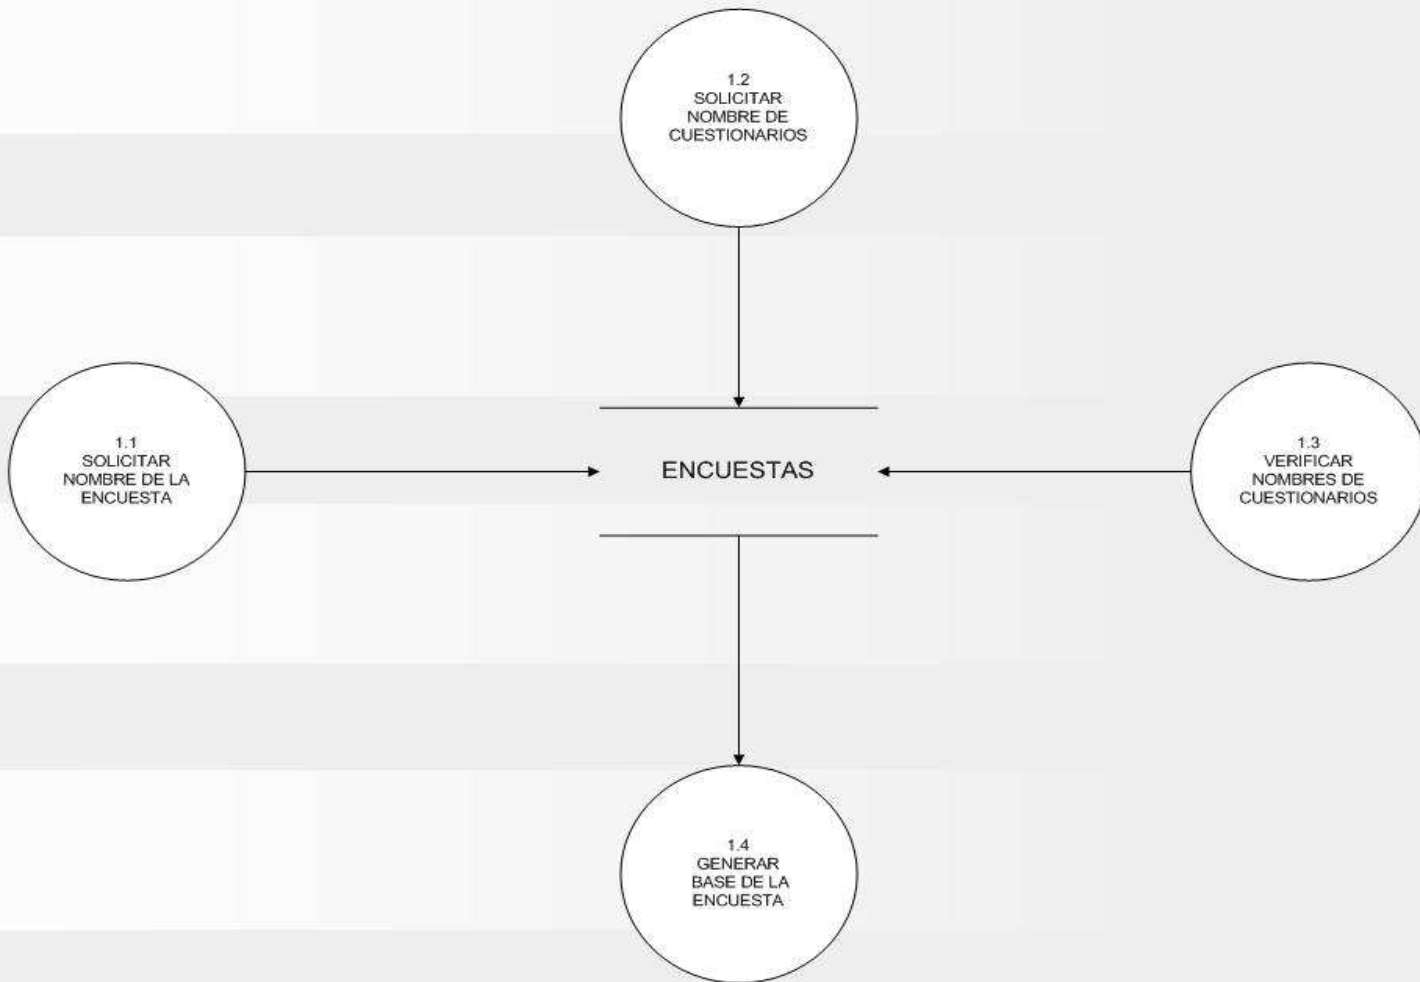 1.2
SOLICITAR
NOMBRE DE
CUESTIONARIOS
1.1
SOLICITAR
NOMBRE DE LA
ENCUESTA
ENCUESTAS
1.3
VERIFICAR
NOMBRES DE
CUESTIONARIOS
1.4
GENERAR
BASE DE LA
ENCUESTA